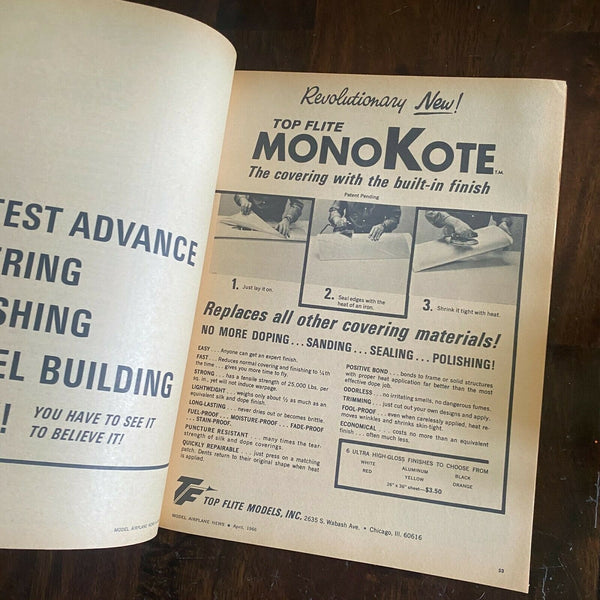 TEST ADVANCE
RING
SHING
EL BUILDING
! YOU HAVE TO SEE IT
TO BELIEVE IT!
MODEL AIRPLANE NEWS
Revolutionary New!
TOP FLITE
MONOKOTE T.M.
The covering with the built-in finish
Patent Pending
1. Just lay it on.
2. Seal edges with the
heat of an iron.
3. Shrink it tight with heat.
Replaces all other covering materials!
NO MORE DOPING...SANDING...SEALING...POLISHING!
EASY...Anyone can get an expert finish.
FAST...Reduces normal covering and finishing to ⅛th
the time...gives you more time to fly.
STRONG...has a tensile strength of 25,000 Lbs. per
sq. in. yet will not induce warpage.
LIGHTWEIGHT...weighs only about ½ as much as an
equivalent silk and dope finish.
LONG-LASTING...never dries out or becomes brittle.
FUEL-PROOF...MOISTURE-PROOF...FADE-PROOF
...STAIN-PROOF.
PUNCTURE RESISTANT...many times the tear-
strength of silk and dope coverings.
QUICKLY REPAIRABLE...just press on a matching
patch. Dents return to their original shape when heat
is applied.
POSITIVE BOND...bonds to frame or solid structures
with proper heat application far better than the most
effective dope job.
ODORLESS...no irritating smells, no dangerous fumes.
TRIMMING...Just cut out your own designs and apply.
FOOL-PROOF...even when carelessly applied, heat re-
moves wrinkles and shrinks skin-tight.
ECONOMICAL...costs no more than an equivalent
finish...often much less.
6 ULTRA HIGH-GLOSS FINISHES TO CHOOSE FROM
WHITE ALUMINUM BLACK
RED YELLOW ORANGE
26" x 36" sheet—$3.50
TF TOP FLITE MODELS, INC. 2635 S. Wabash Ave. • Chicago, Ill. 60616
MODEL AIRPLANE NEWS • April, 1966
53